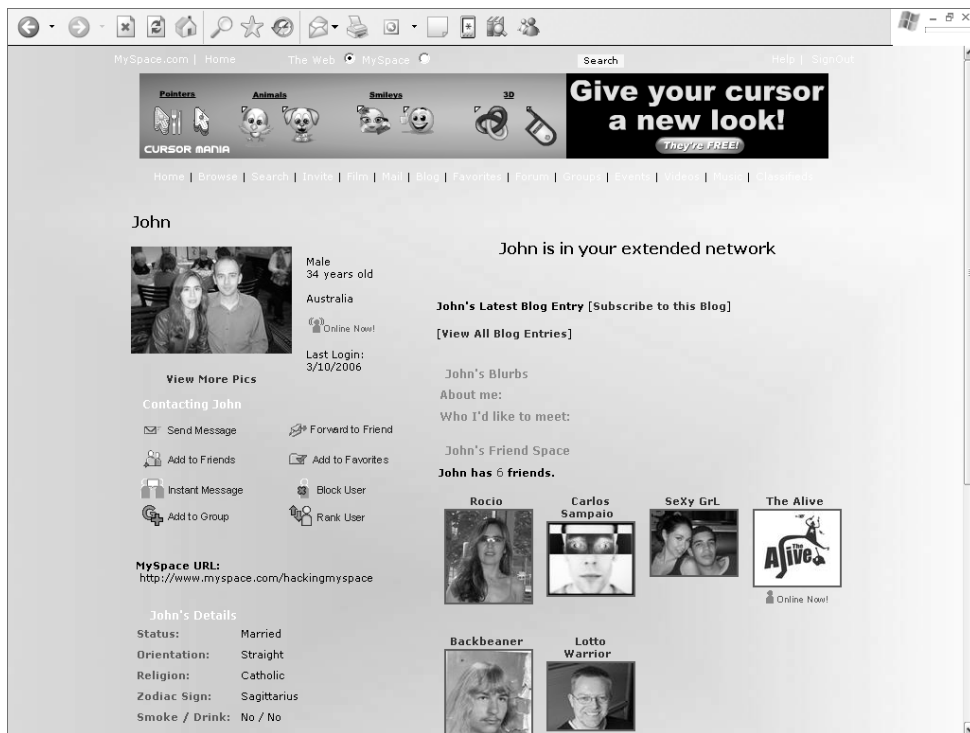 MySpace.com | Home
The Web MySpace
Search
Help | SignOut
Pointers
Animals
Smileys
3D
CURSOR MANIA
Give your cursor
a new look!
They're FREE!
Home | Browse | Search | Invite | Film | Mail | Blog | Favorites | Forum | Groups | Events | Videos | Music | Classifieds
John
Male
34 years old
Australia
Online Now!
Last Login:
3/10/2006
View More Pics
Contacting John
Send Message
Forward to Friend
Add to Friends
Add to Favorites
Instant Message
Block User
Add to Group
Rank User
MySpace URL:
http://www.myspace.com/hackingmyspace
John's Details
Status: Married
Orientation: Straight
Religion: Catholic
Zodiac Sign: Sagittarius
Smoke / Drink: No / No
John is in your extended network
John's Latest Blog Entry [Subscribe to this Blog]
[View All Blog Entries]
John's Blurbs
About me:
Who I'd like to meet:
John's Friend Space
John has 6 friends.
Rocio
Carlos
Sampaio
SeXy GrL
The Alive
The
Alive
Online Now!
Backbeaner
Lotto
Warrior